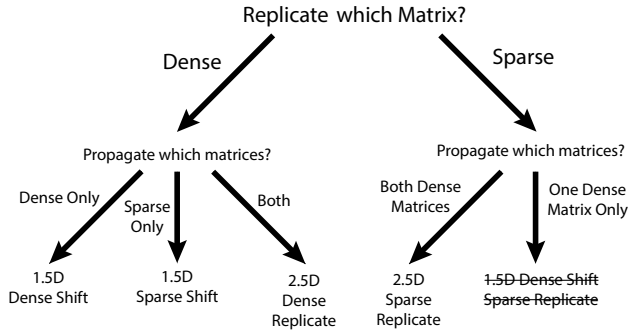 Replicate which Matrix?
Dense
Sparse
Propagate which matrices?
Propagate which matrices?
Dense Only
Sparse
Only
Both
Both Dense
Matrices
One Dense
Matrix Only
1.5D
Dense Shift
1.5D
Sparse Shift
2.5D
Dense
Replicate
2.5D
Sparse
Replicate
1.5D Dense Shift
Sparse Replicate